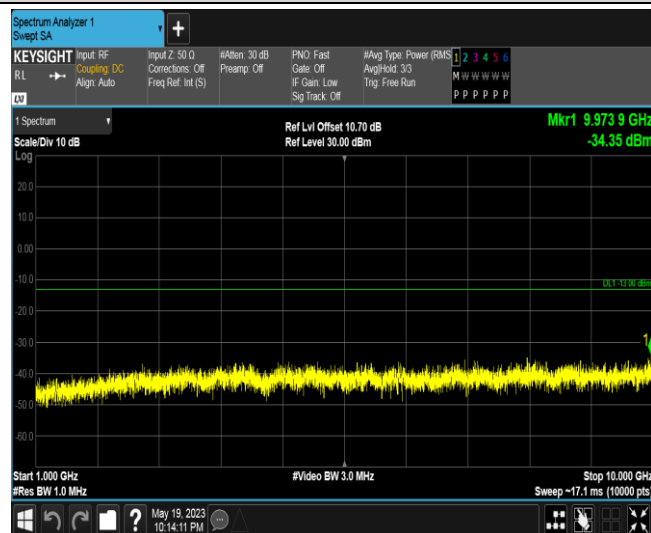 Spectrum Analyzer 1
Swept SA
+
KEYSIGHT Input: RF Input Z: 50 Ω #Atten: 30 dB PNO: Fast #Avg Type: Power (RMS 1 2 3 4 5 6
RL Coupling: DC Corrections: Off Preamp: Off Gate: Off Avg|Hold: 3/3 M W W W W W
Align: Auto Freq Ref: Int (S) IF Gain: Low Trig: Free Run
Sig Track: Off P P P P P P
LXI
1 Spectrum Ref Lvl Offset 10.70 dB Mkr1 9.973 9 GHz
Scale/Div 10 dB Ref Level 30.00 dBm -34.35 dBm
Log
20.0
10.0
0.00
-10.0
DL1 -13.00 dBm
-20.0
-30.0
1
-40.0
-50.0
-60.0
Start 1.000 GHz #Video BW 3.0 MHz Stop 10.000 GHz
#Res BW 1.0 MHz Sweep ~17.1 ms (10000 pts)
? May 19, 2023
10:14:11 PM